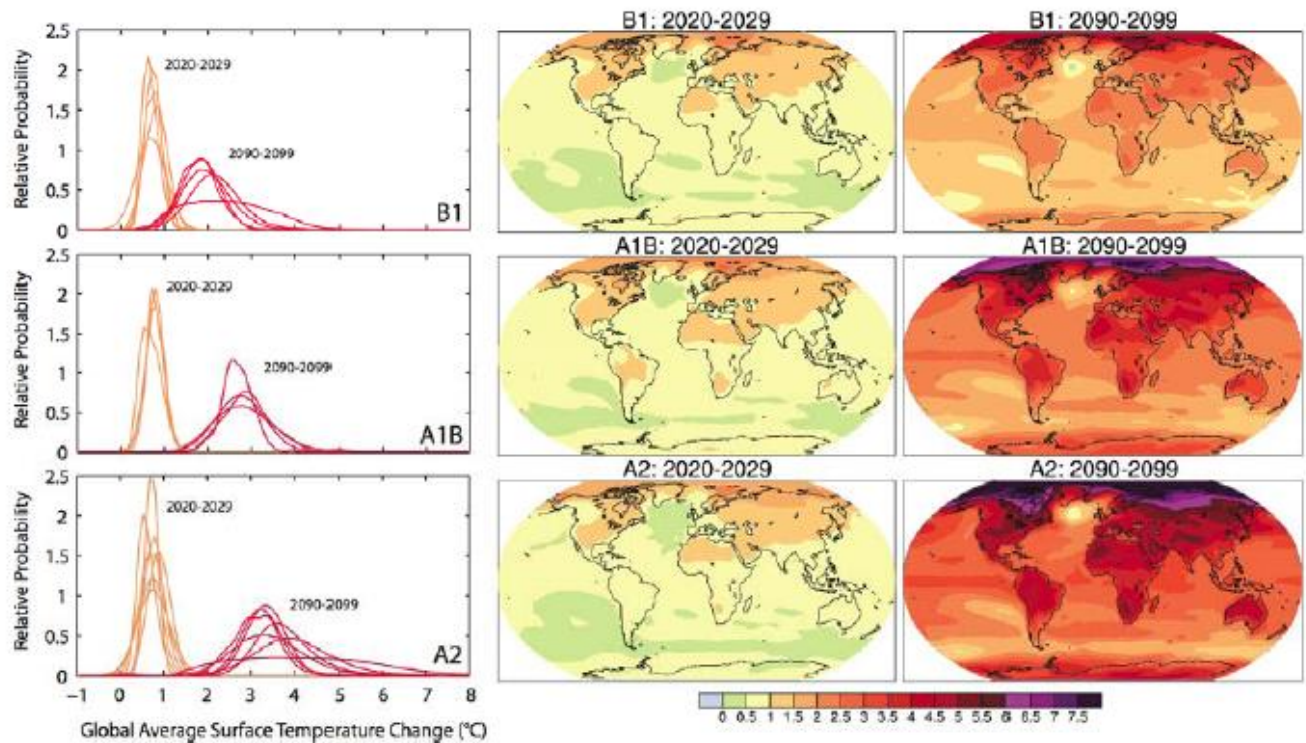 B1: 2020-2029
B1: 2090-2099
2.5
2
1.5
1
0.5
0
Relative Probability
2020-2029
2090-2099
B1
A1B: 2020-2029
A1B: 2090-2099
2.5
2
1.5
1
0.5
0
Relative Probability
2020-2029
2090-2099
A1B
A2: 2020-2029
A2: 2090-2099
2.5
2
1.5
1
0.5
0
Relative Probability
2020-2029
2090-2099
A2
−1 0 1 2 3 4 5 6 7 8
Global Average Surface Temperature Change (°C)
0 0.5 1 1.5 2 2.5 3 3.5 4 4.5 5 5.5 6 6.5 7 7.5